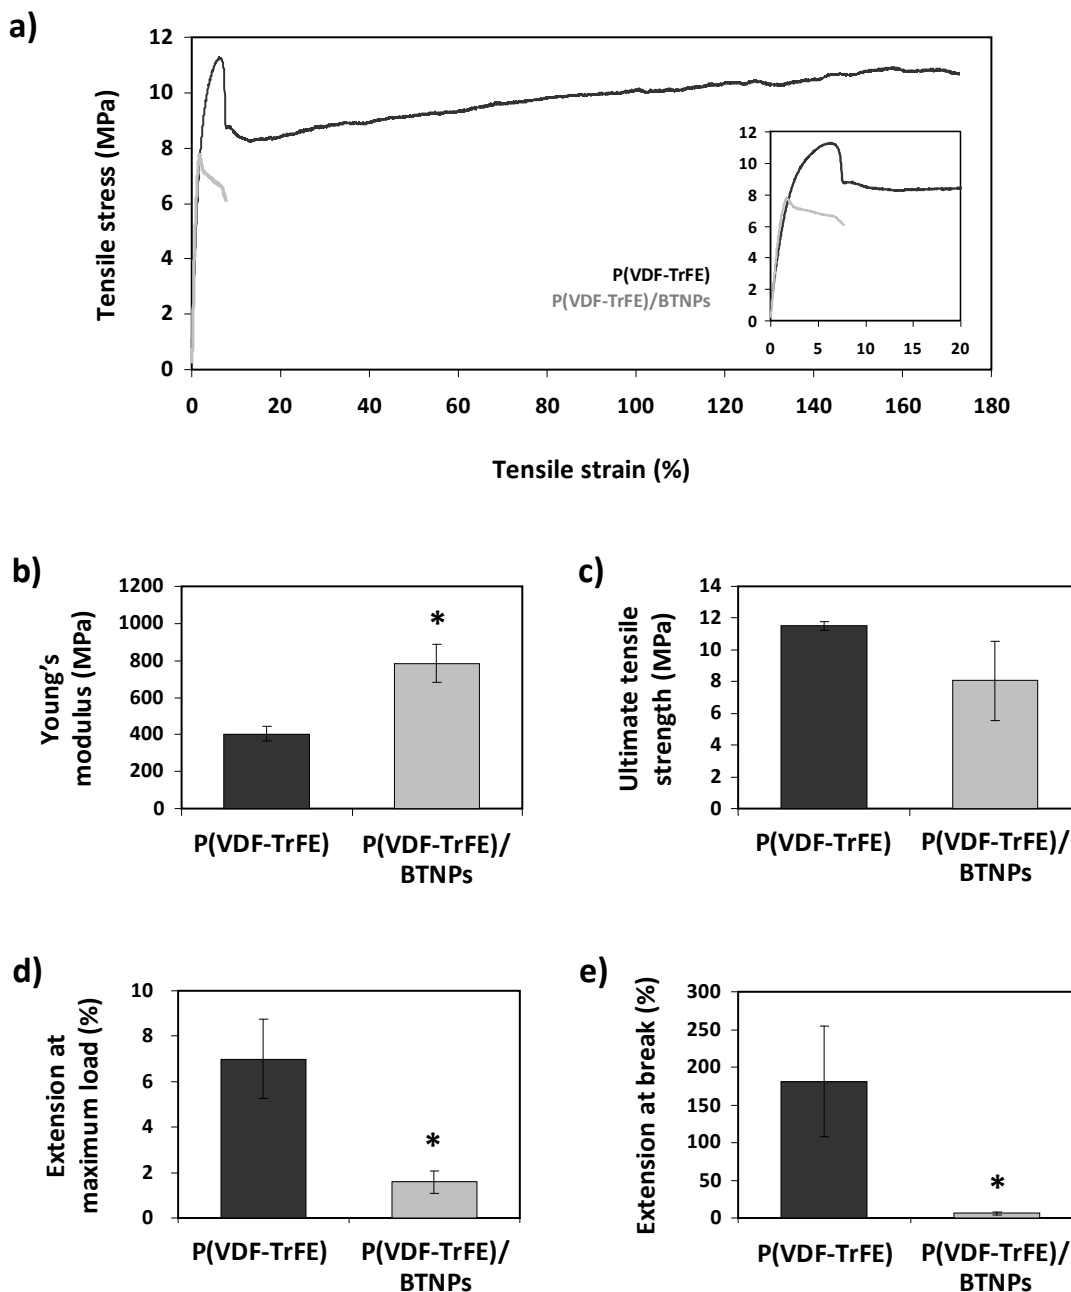 a)
Tensile stress (MPa)
12
10
8
6
4
2
0
0 20 40 60 80 100 120 140 160 180
Tensile strain (%)
P(VDF-TrFE)
P(VDF-TrFE)/BTNPs
12
10
8
6
4
2
0
0 5 10 15 20
b)
Young's
modulus (MPa)
1200
1000
800
600
400
200
0
*
P(VDF-TrFE) P(VDF-TrFE)/
BTNPs
c)
Ultimate tensile
strength (MPa)
14
12
10
8
6
4
2
0
P(VDF-TrFE) P(VDF-TrFE)/
BTNPs
d)
Extension at
maximum load (%)
10
8
6
4
2
0
*
P(VDF-TrFE) P(VDF-TrFE)/
BTNPs
e)
Extension at break (%)
300
250
200
150
100
50
0
*
P(VDF-TrFE) P(VDF-TrFE)/
BTNPs